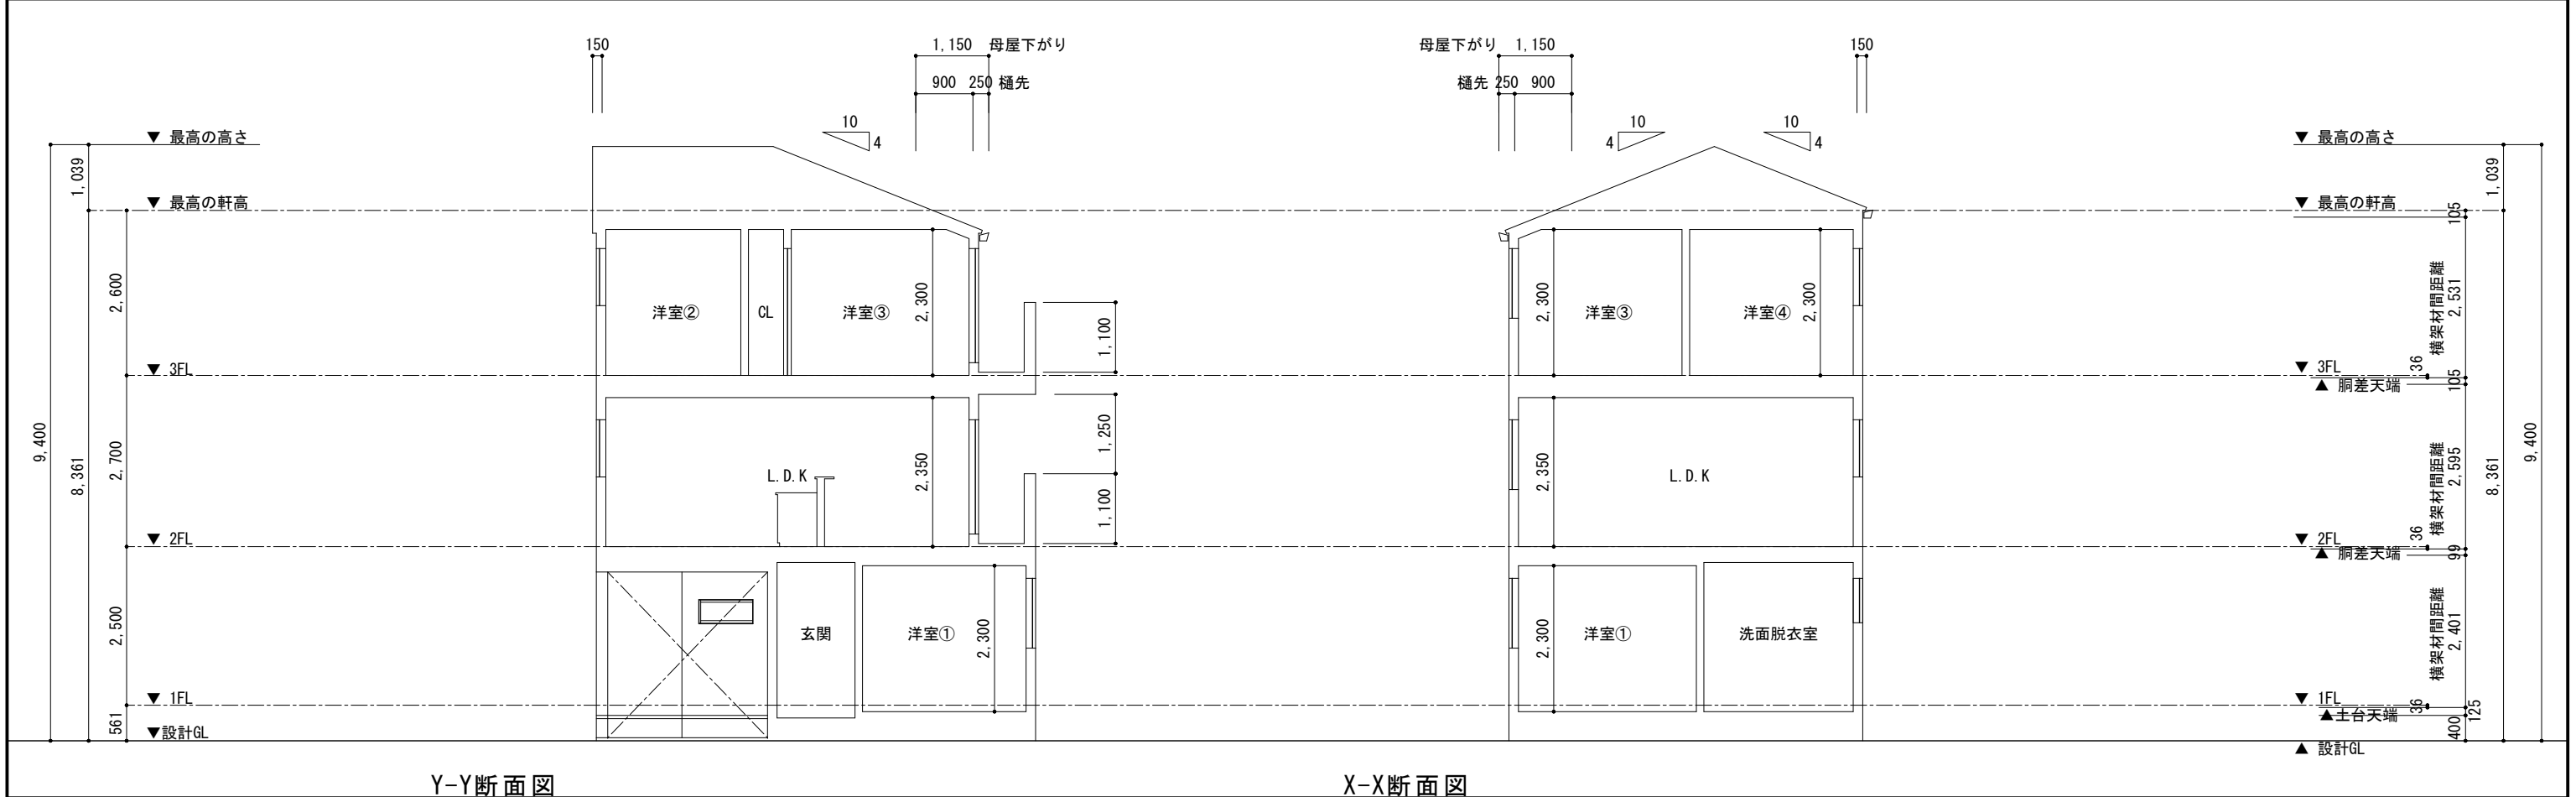 150
1,150 母屋下がり
900 250 樋先
10
4
▼ 最高の高さ
1,039
▼ 最高の軒高
2,600
洋室②
CL
洋室③
2,300
1,100
▼ 3FL
9,400
8,361
2,700
L.D.K
2,350
1,250
1,100
▼ 2FL
2,500
玄関
洋室①
2,300
▼ 1FL
561
▼設計GL
Y-Y断面図
母屋下がり 1,150
150
樋先 250 900
10
4
10
4
▼ 最高の高さ
1,039
▼ 最高の軒高
105
2,300
洋室③
洋室④
2,300
横架材間距離
2,531
▼ 3FL
36
▲ 胴差天端
105
2,350
L.D.K
横架材間距離
2,595
8,361
9,400
▼ 2FL
36
▲ 胴差天端
99
2,300
洋室①
洗面脱衣室
横架材間距離
2,401
▼ 1FL
36
▲土台天端
125
400
▲ 設計GL
X-X断面図